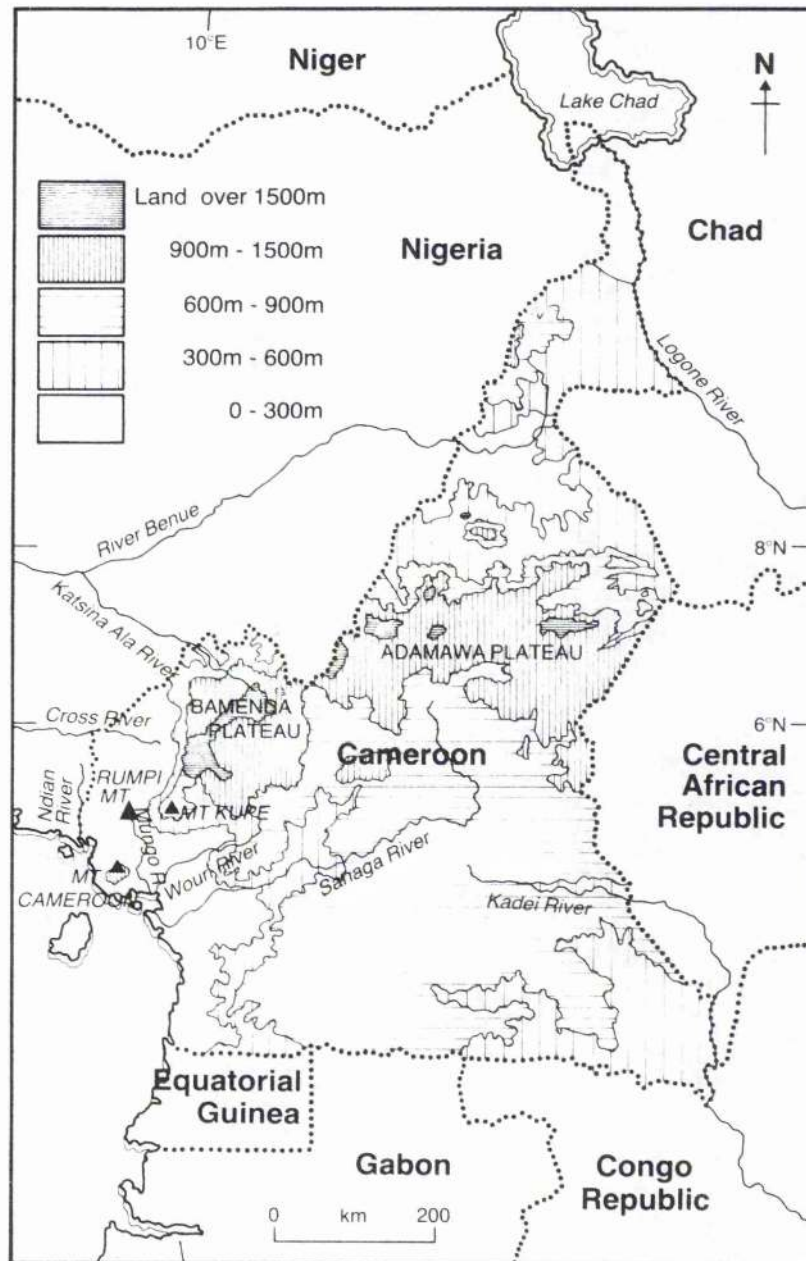 10°E
Niger
Lake Chad
N
Land over 1500m
Chad
900m - 1500m
Nigeria
600m - 900m
300m - 600m
Logone River
0 - 300m
River Benue
8°N
Katsina Ala River
ADAMAWA PLATEAU
BAMENDA
PLATEAU
Cross River
6°N
Cameroon
Central
African
Republic
Ndian
River
RUMPI
MT
MT KUPE
Mungo R
Wouri River
Sanaga River
MT
CAMEROON
Kadei River
Equatorial
Guinea
Gabon
Congo
Republic
0 km 200